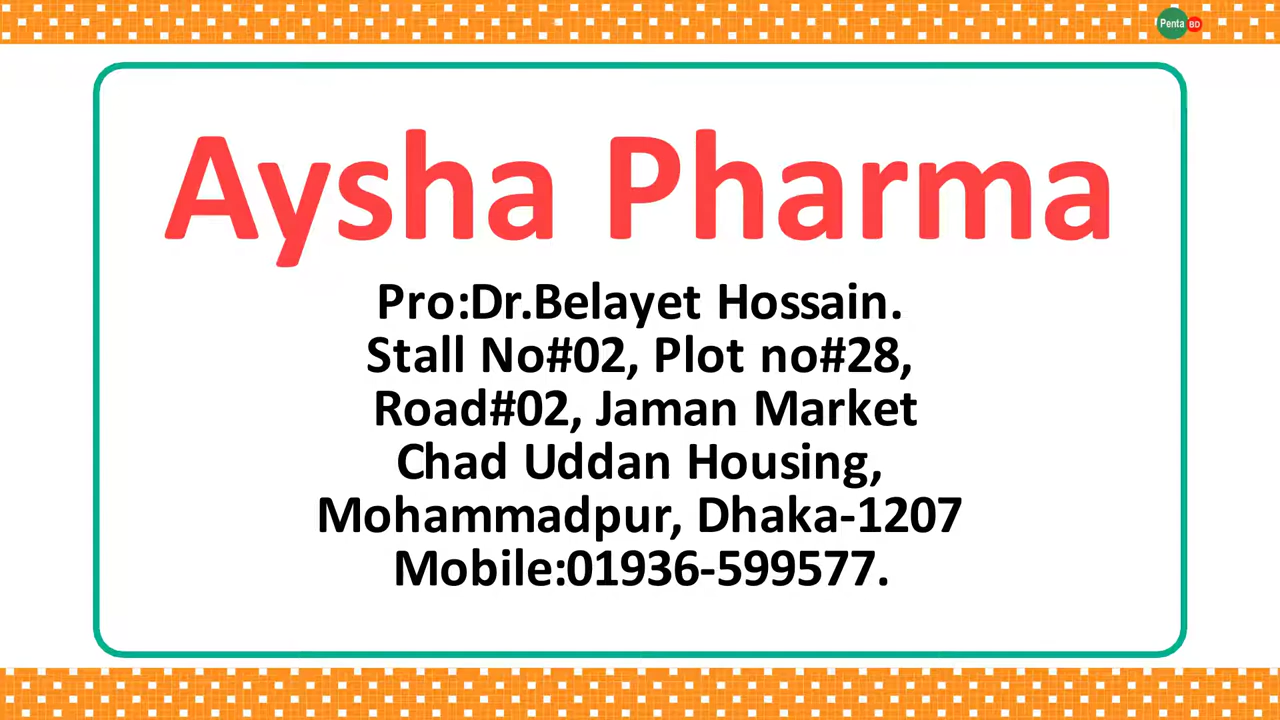 Penta BD
Aysha Pharma
Pro:Dr.Belayet Hossain.
Stall No#02, Plot no#28,
Road#02, Jaman Market
Chad Uddan Housing,
Mohammadpur, Dhaka-1207
Mobile:01936-599577.